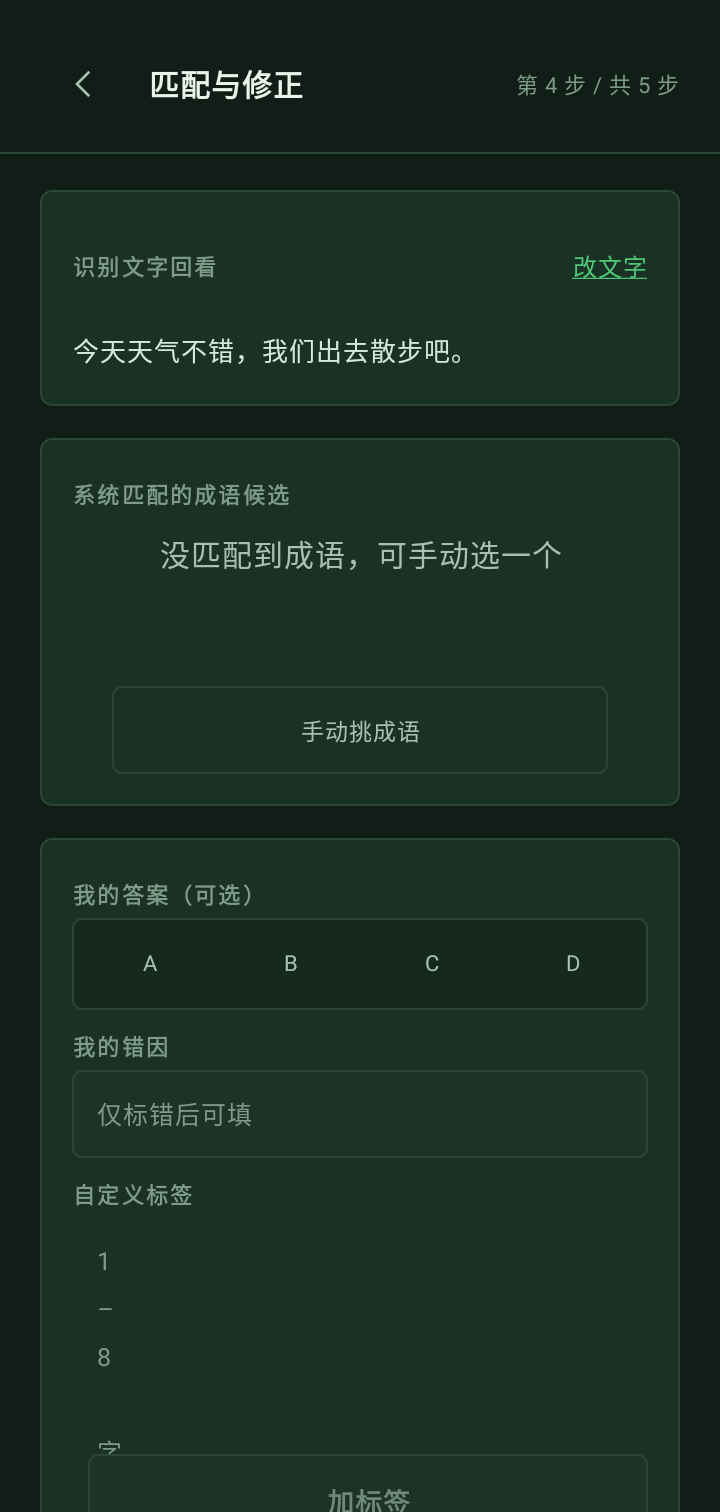 匹配与修正
第 4 步 / 共 5 步
识别文字回看
改文字
今天天气不错，我们出去散步吧。
系统匹配的成语候选
没匹配到成语，可手动选一个
手动挑成语
我的答案（可选）
A B C D
我的错因
仅标错后可填
自定义标签
1
–
8
字
加标签